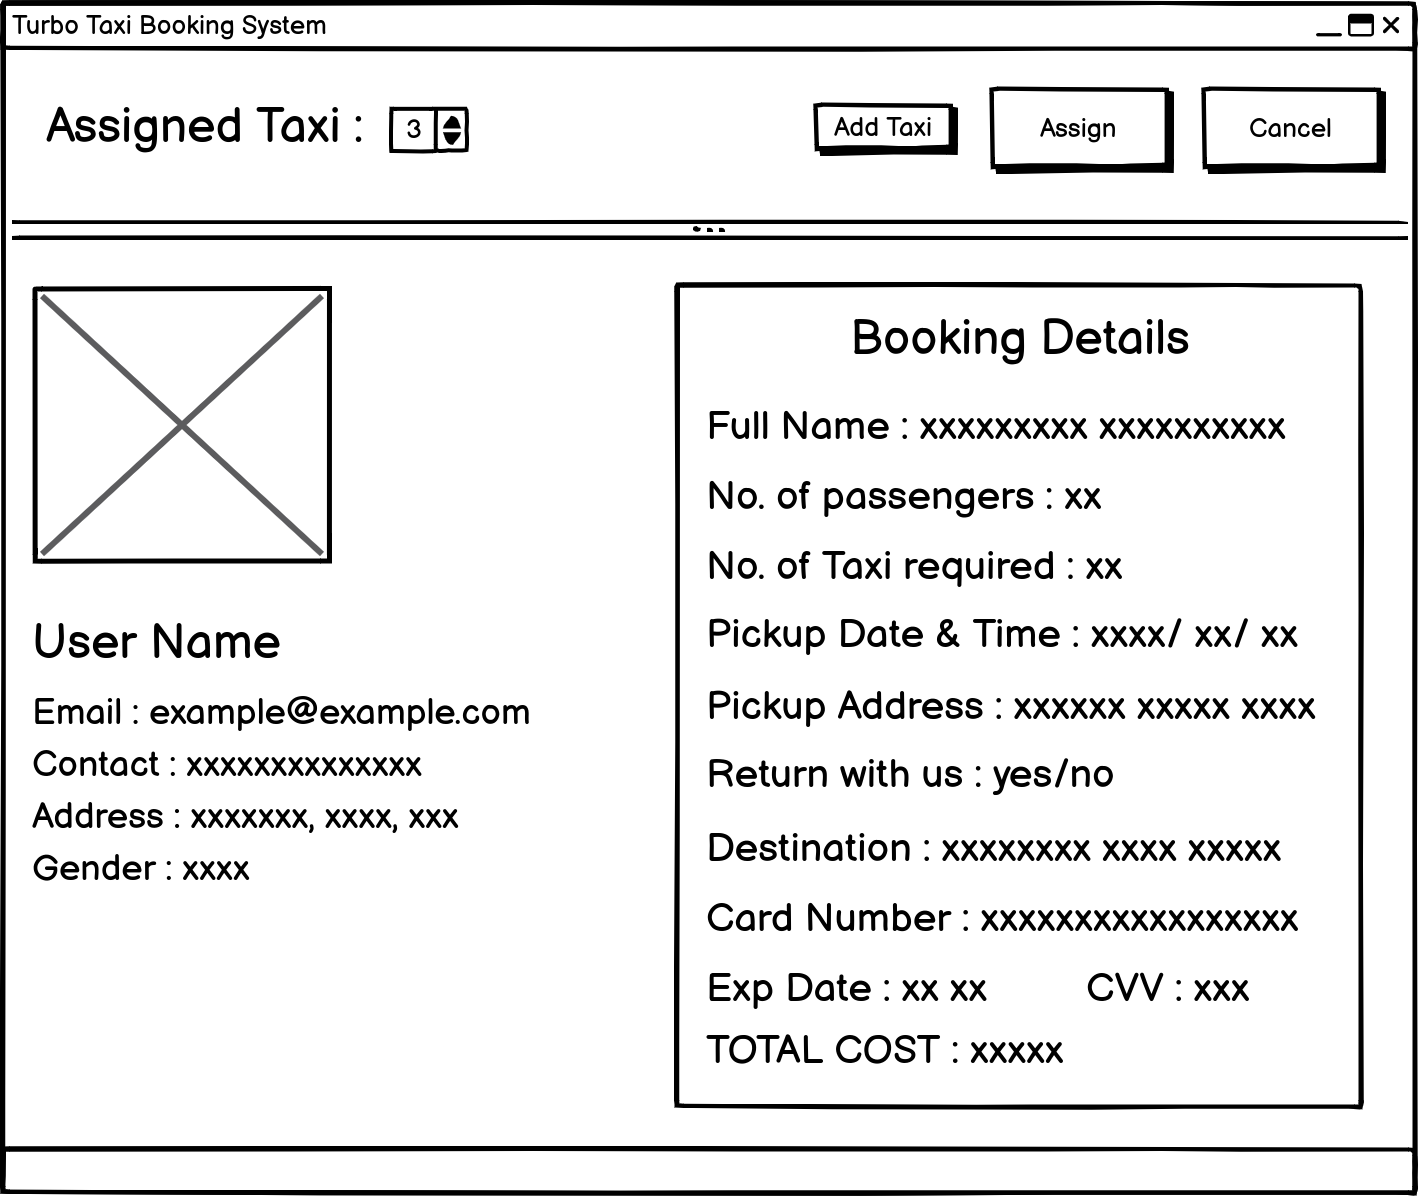 Turbo Taxi Booking System
Assigned Taxi : 3
Add Taxi
Assign
Cancel
User Name
Email : example@example.com
Contact : xxxxxxxxxxxxxx
Address : xxxxxxx, xxxx, xxx
Gender : xxxx
Booking Details
Full Name : xxxxxxxxx xxxxxxxxxx
No. of passengers : xx
No. of Taxi required : xx
Pickup Date & Time : xxxx/ xx/ xx
Pickup Address : xxxxxx xxxxx xxxx
Return with us : yes/no
Destination : xxxxxxxx xxxx xxxxx
Card Number : xxxxxxxxxxxxxxxxx
Exp Date : xx xx CVV : xxx
TOTAL COST : xxxxx